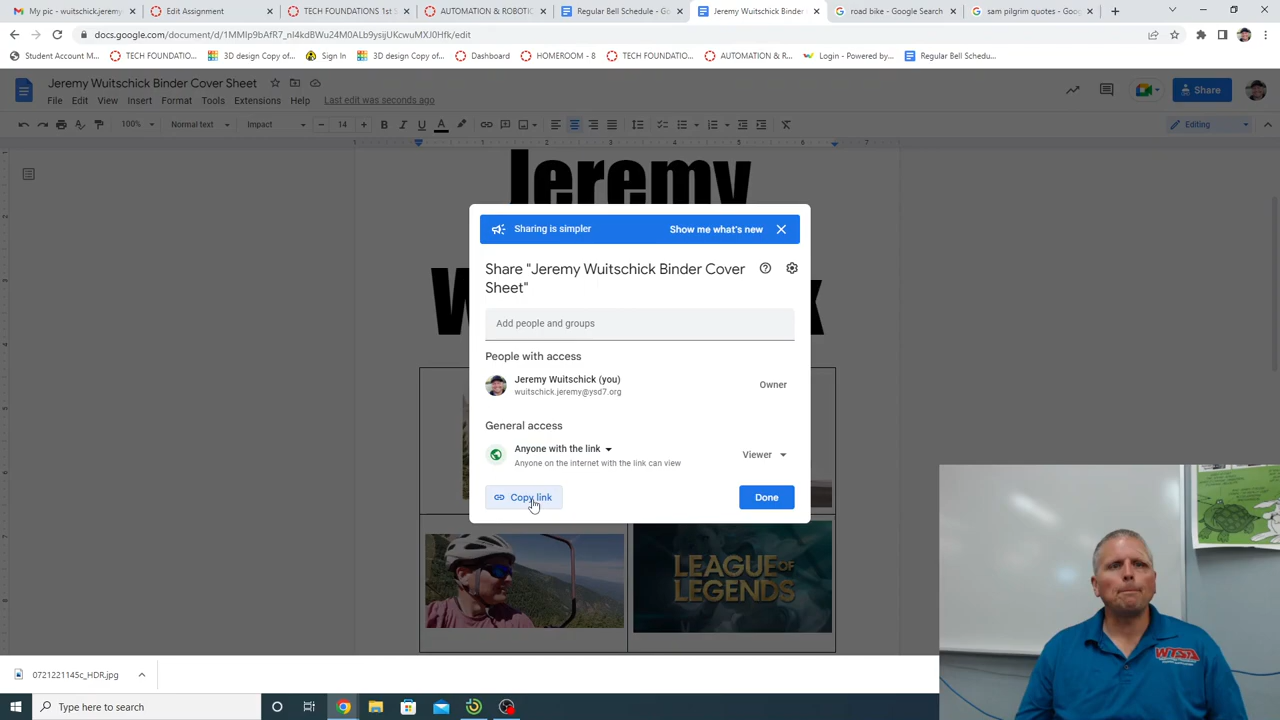 My pic - wuitschick.jeremy
Edit Assignment
TECH FOUNDATIONS 1st S
AUTOMATION & ROBOTIC
Regular Bell Schedule - Go
Jeremy Wuitschick Binder
road bike - Google Search
sam pilgrim quotes - Goog
docs.google.com/document/d/1MMlp9bAfR7_nI4kdBWu24M0ALb9ysijUKcwuMXJ0Hfk/edit
Student Account M...
TECH FOUNDATIO...
3D design Copy of...
Sign In
3D design Copy of...
Dashboard
HOMEROOM - 8
TECH FOUNDATIO...
AUTOMATION & R...
Login - Powered by...
Regular Bell Schedu...
Jeremy Wuitschick Binder Cover Sheet
Share
File Edit View Insert Format Tools Extensions Help Last edit was seconds ago
100% Normal text Impact 14 Editing
Jeremy
Sharing is simpler Show me what's new
Share "Jeremy Wuitschick Binder Cover
Sheet"
Add people and groups
People with access
Jeremy Wuitschick (you)
wuitschick.jeremy@ysd7.org
Owner
General access
Anyone with the link
Anyone on the internet with the link can view
Viewer
Copy link
Done
LEAGUE OF
LEGENDS
WTSD
0721221145c_HDR.jpg
Type here to search